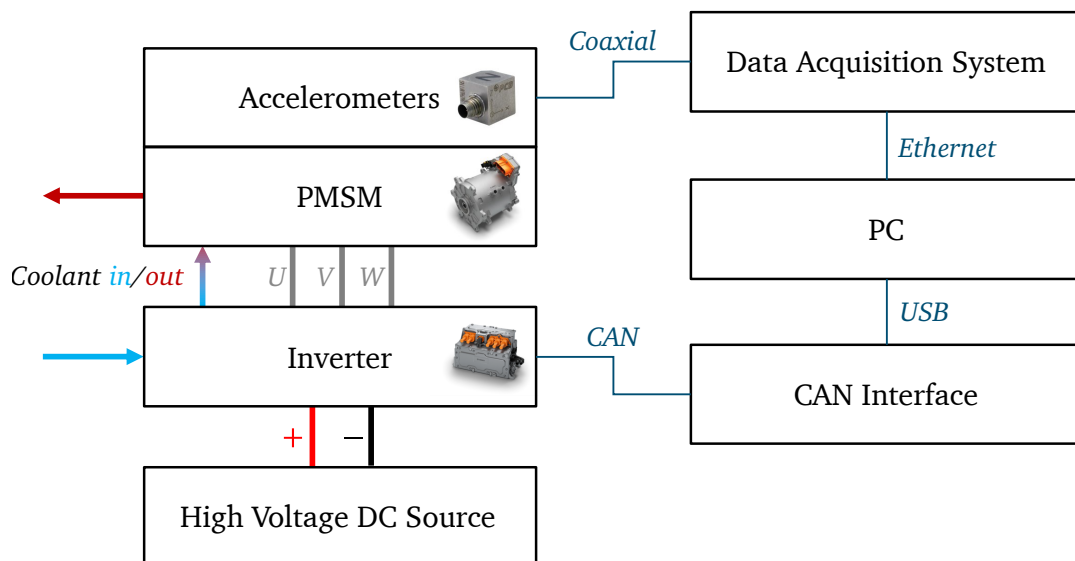 Coaxial
Data Acquisition System
Accelerometers
Ethernet
PMSM
PC
Coolant in/out
U
V
W
USB
CAN
Inverter
CAN Interface
+
−
High Voltage DC Source